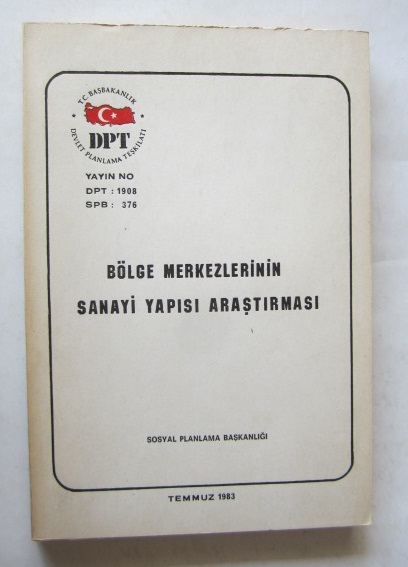 T.C. BAŞBAKANLIK
DPT
DEVLET PLANLAMA TEŞKİLATI
YAYIN NO
DPT : 1908
SPB : 376
BÖLGE MERKEZLERİNİN
SANAYİ YAPISI ARAŞTIRMASI
SOSYAL PLANLAMA BAŞKANLIĞI
TEMMUZ 1983